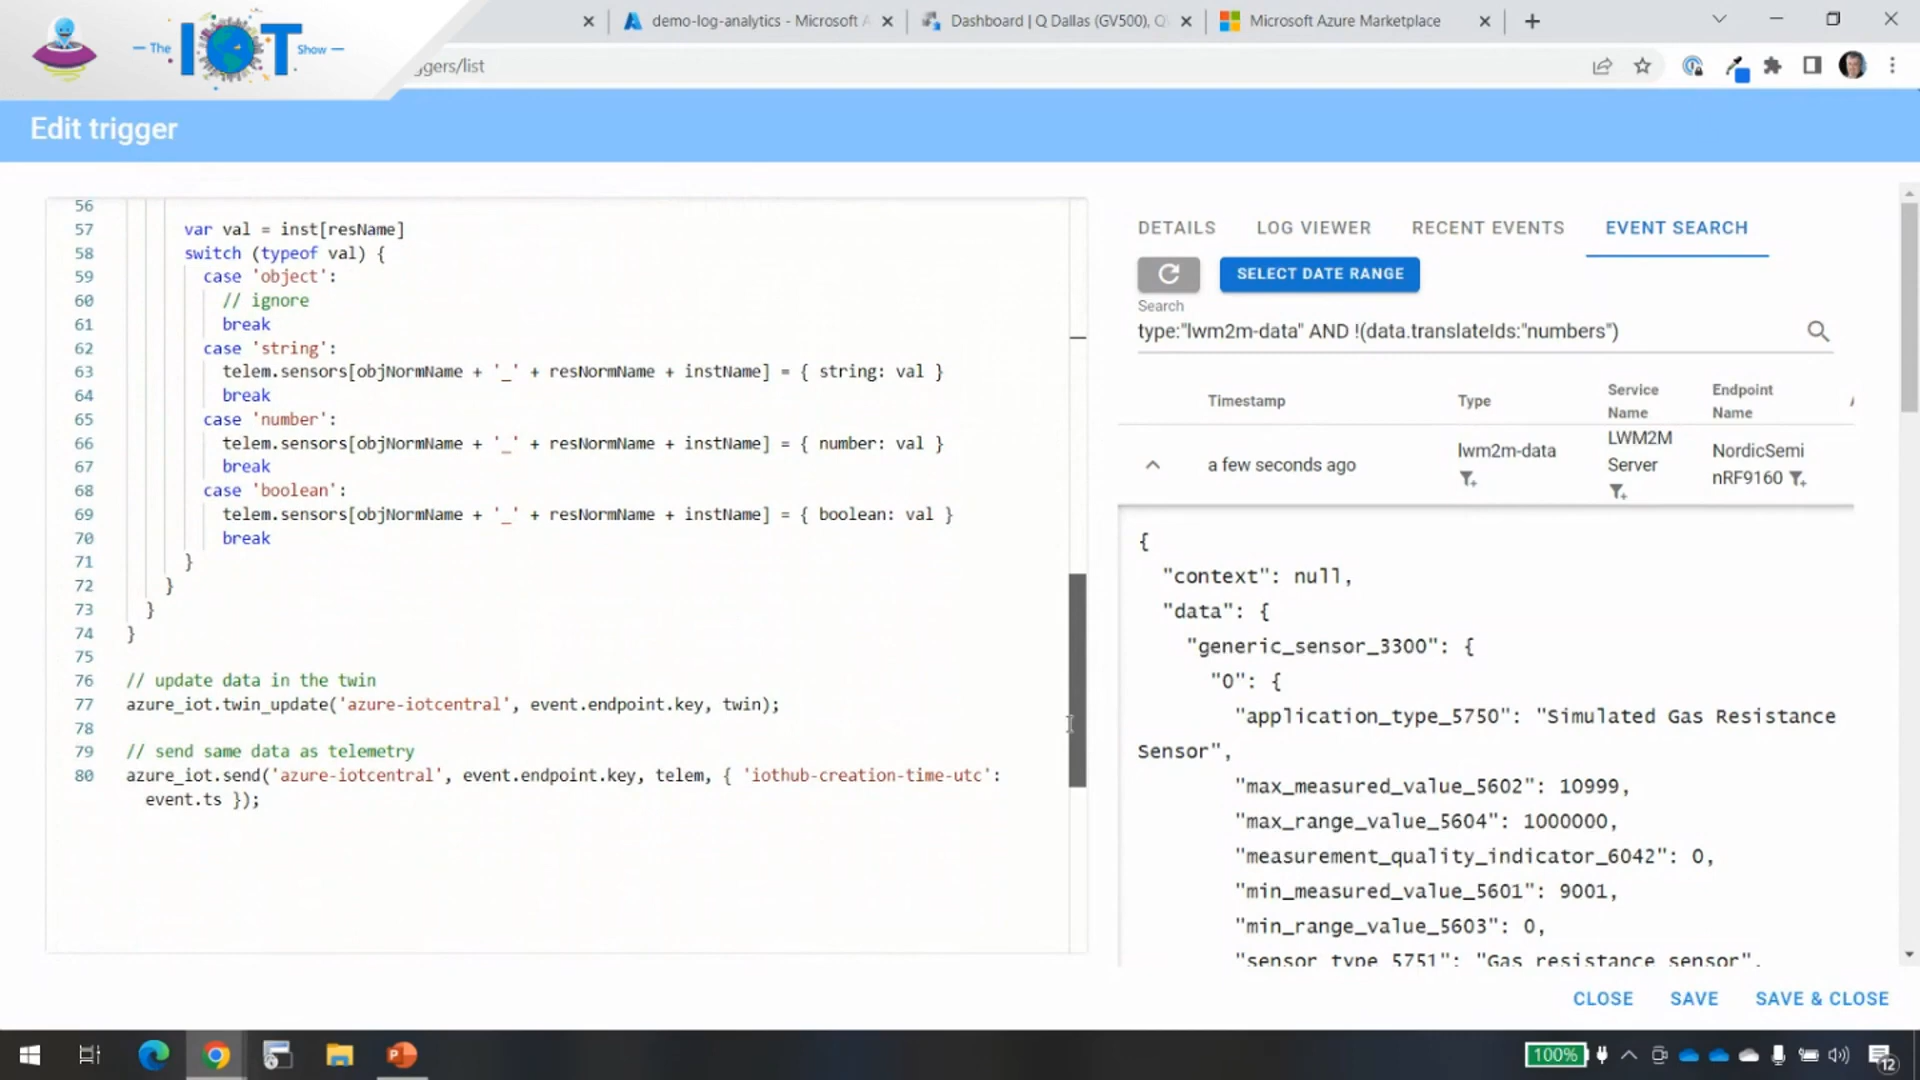 The IOT Show
demo-log-analytics - Microsoft A
Dashboard | Q Dallas (GV500), Q
Microsoft Azure Marketplace
ggers/list
Edit trigger
56
57 var val = inst[resName]
58 switch (typeof val) {
59 case 'object':
60 // ignore
61 break
62 case 'string':
63 telem.sensors[objNormName + '_' + resNormName + instName] = { string: val }
64 break
65 case 'number':
66 telem.sensors[objNormName + '_' + resNormName + instName] = { number: val }
67 break
68 case 'boolean':
69 telem.sensors[objNormName + '_' + resNormName + instName] = { boolean: val }
70 break
71 }
72 }
73 }
74 }
75
76 // update data in the twin
77 azure_iot.twin_update('azure-iotcentral', event.endpoint.key, twin);
78
79 // send same data as telemetry
80 azure_iot.send('azure-iotcentral', event.endpoint.key, telem, { 'iothub-creation-time-utc':
event.ts });
DETAILS LOG VIEWER RECENT EVENTS EVENT SEARCH
SELECT DATE RANGE
Search
type:"lwm2m-data" AND !(data.translateIds:"numbers")
Timestamp Type Service Name Endpoint Name
a few seconds ago lwm2m-data LWM2M Server NordicSemi nRF9160
{
"context": null,
"data": {
"generic_sensor_3300": {
"0": {
"application_type_5750": "Simulated Gas Resistance
Sensor",
"max_measured_value_5602": 10999,
"max_range_value_5604": 1000000,
"measurement_quality_indicator_6042": 0,
"min_measured_value_5601": 9001,
"min_range_value_5603": 0,
"sensor_type_5751": "Gas resistance sensor",
CLOSE SAVE SAVE & CLOSE
100%
12